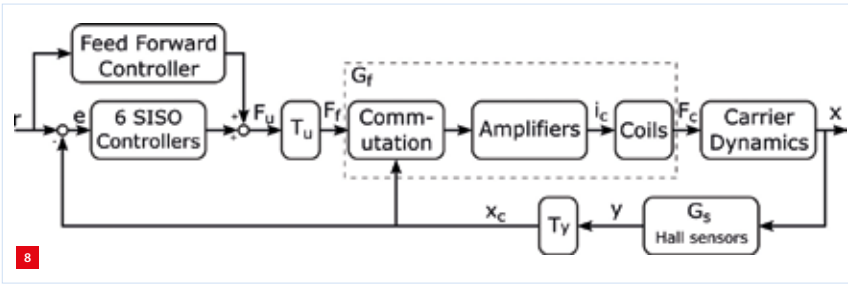 Feed Forward
Controller
G_f
r
-
e
6 SISO
Controllers
+
+
F_u
T_u
F_f
Comm-
utation
Amplifiers
i_c
Coils
F_c
Carrier
Dynamics
x
x_c
T_y
y
G_s
Hall sensors
8